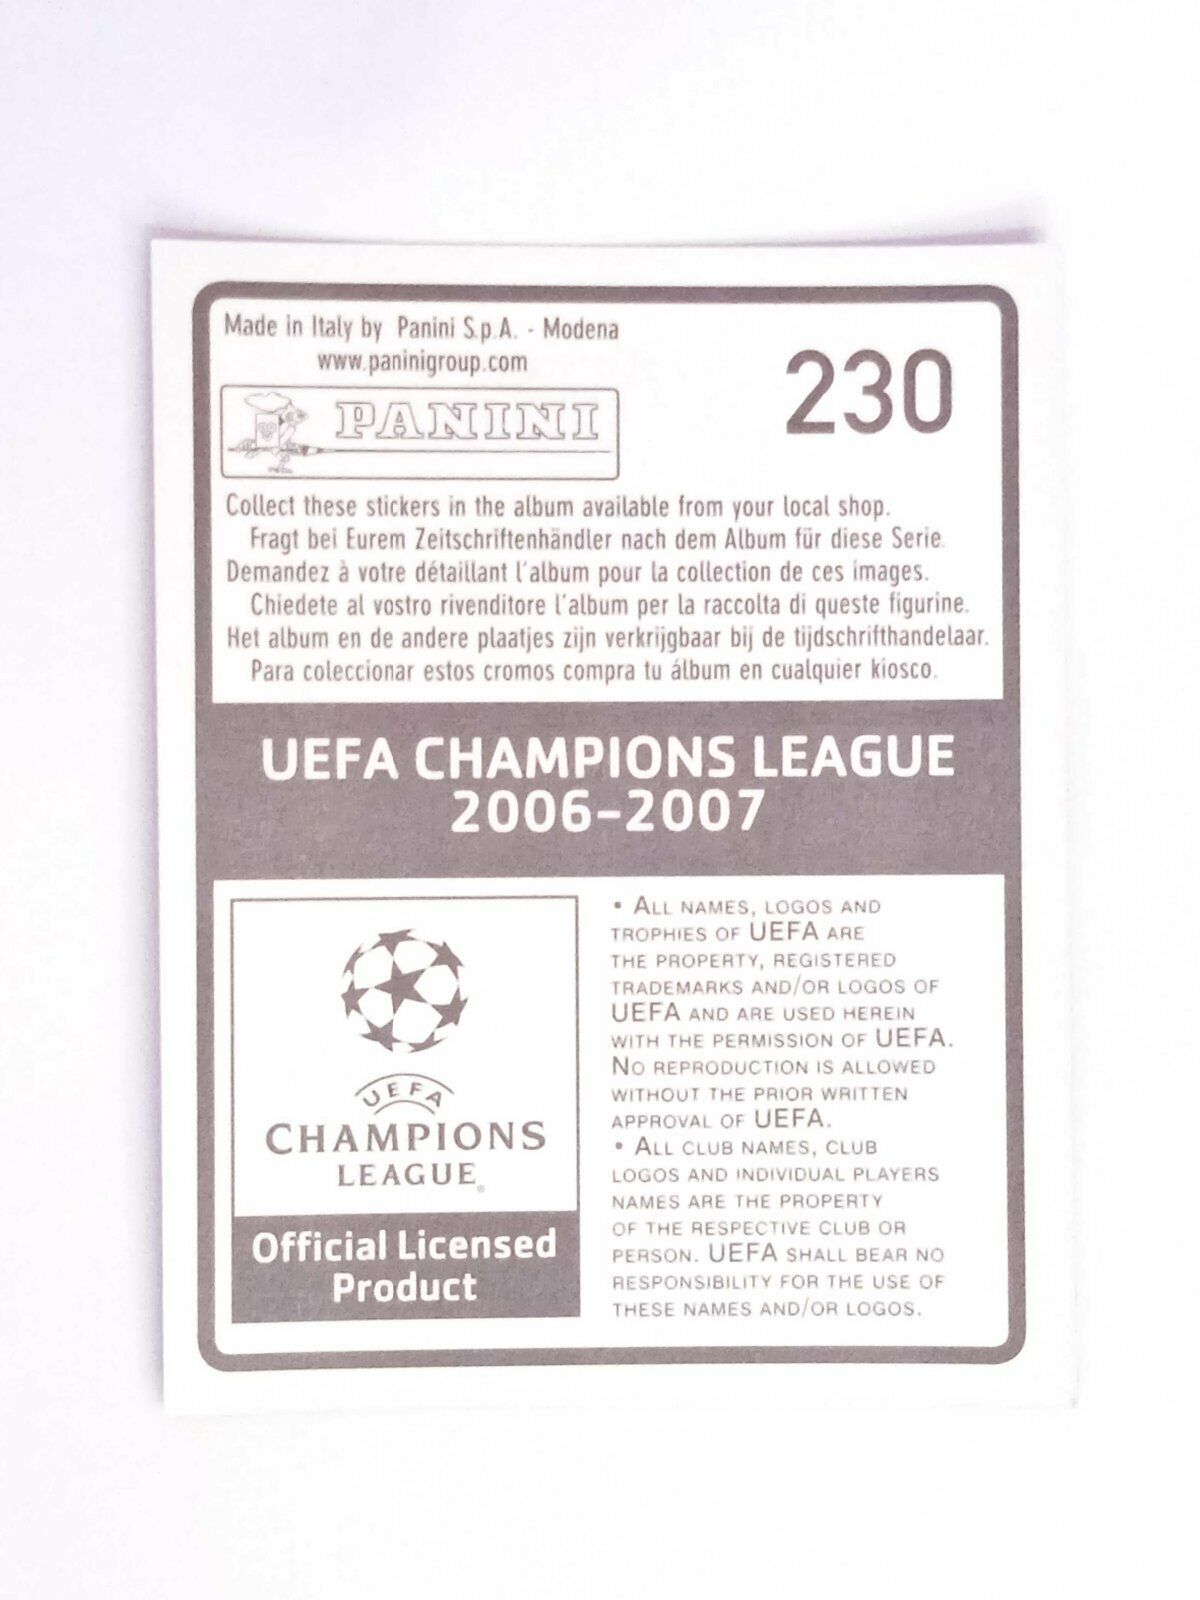 Made in Italy by Panini S.p.A. - Modena
www.paninigroup.com
230
PANINI
Collect these stickers in the album available from your local shop.
Fragt bei Eurem Zeitschriftenhändler nach dem Album für diese Serie.
Demandez à votre détaillant l'album pour la collection de ces images.
Chiedete al vostro rivenditore l'album per la raccolta di queste figurine.
Het album en de andere plaatjes zijn verkrijgbaar bij de tijdschrifthandelaar.
Para coleccionar estos cromos compra tu álbum en cualquier kiosco.
UEFA CHAMPIONS LEAGUE
2006-2007
UEFA
CHAMPIONS
LEAGUE®
Official Licensed
Product
• ALL NAMES, LOGOS AND
TROPHIES OF UEFA ARE
THE PROPERTY, REGISTERED
TRADEMARKS AND/OR LOGOS OF
UEFA AND ARE USED HEREIN
WITH THE PERMISSION OF UEFA.
NO REPRODUCTION IS ALLOWED
WITHOUT THE PRIOR WRITTEN
APPROVAL OF UEFA.
• ALL CLUB NAMES, CLUB
LOGOS AND INDIVIDUAL PLAYERS
NAMES ARE THE PROPERTY
OF THE RESPECTIVE CLUB OR
PERSON. UEFA SHALL BEAR NO
RESPONSIBILITY FOR THE USE OF
THESE NAMES AND/OR LOGOS.